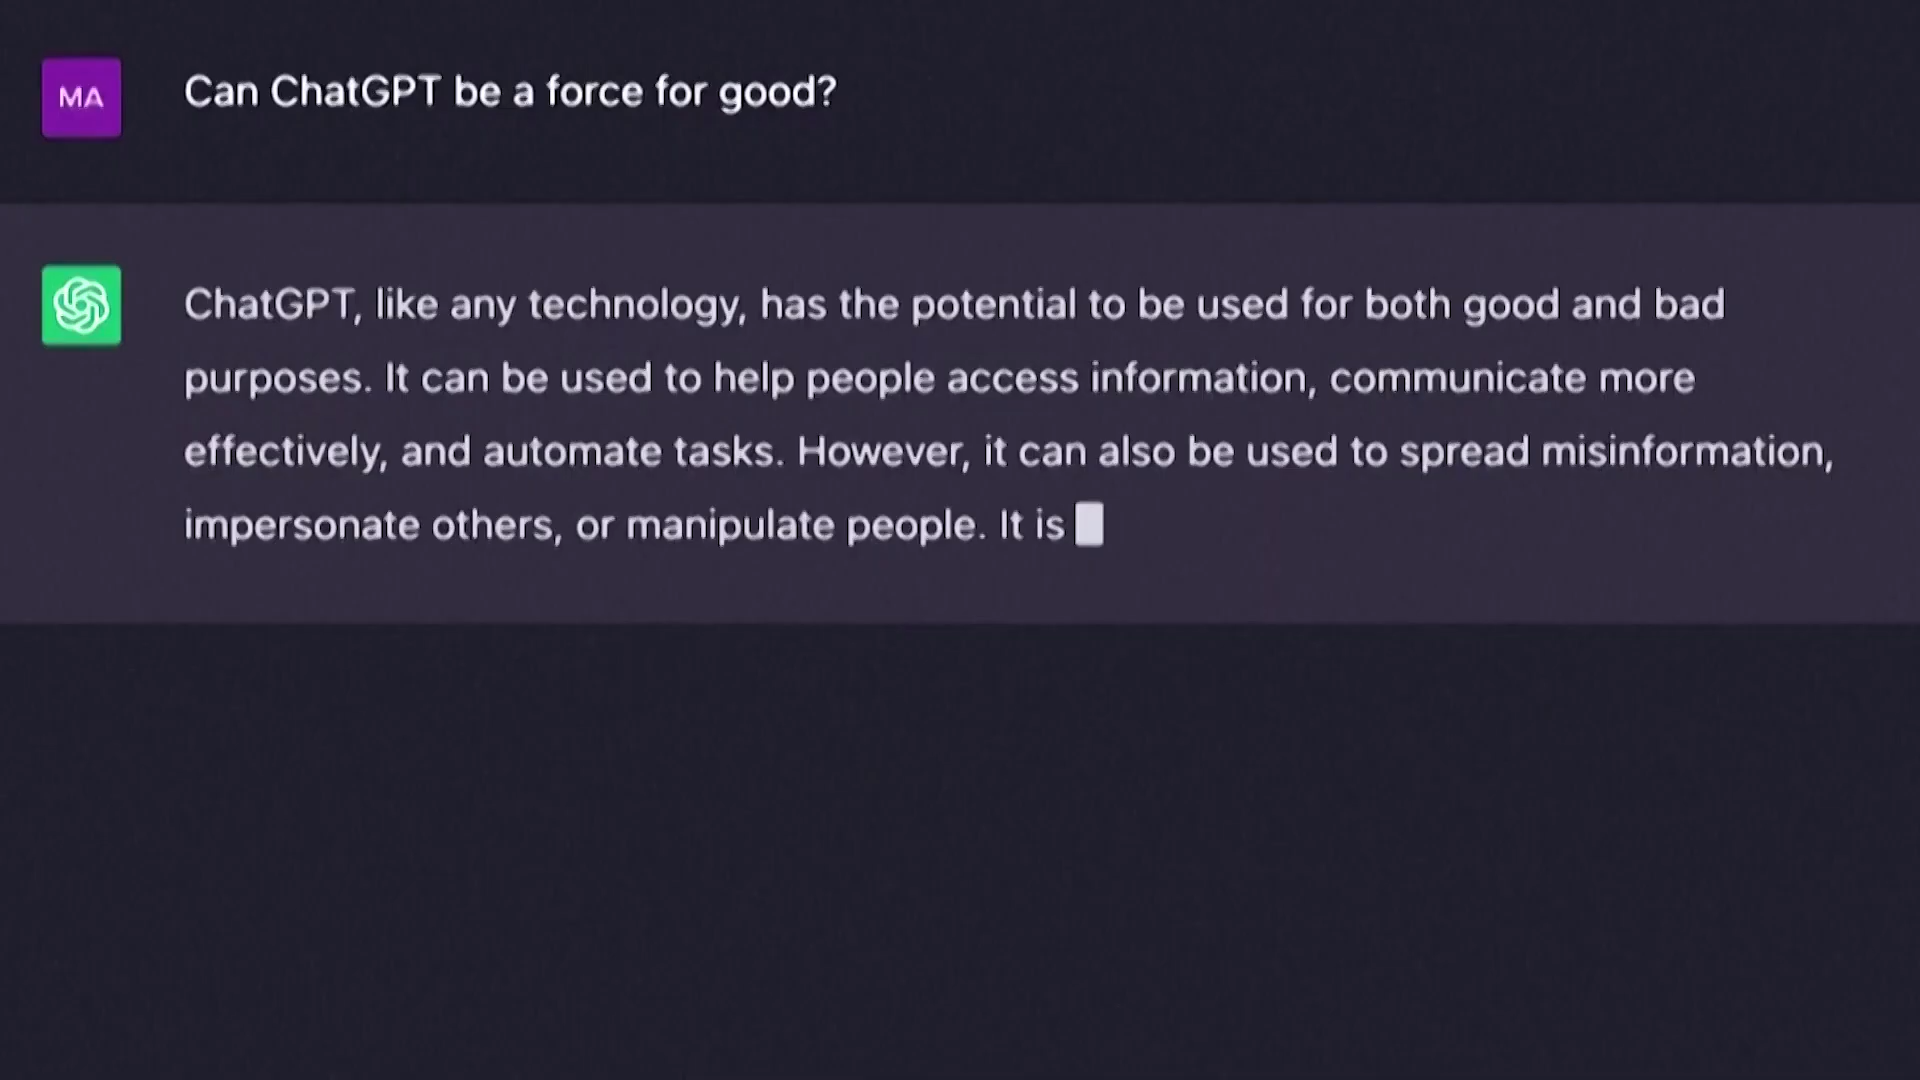 MA
Can ChatGPT be a force for good?
ChatGPT, like any technology, has the potential to be used for both good and bad
purposes. It can be used to help people access information, communicate more
effectively, and automate tasks. However, it can also be used to spread misinformation,
impersonate others, or manipulate people. It is